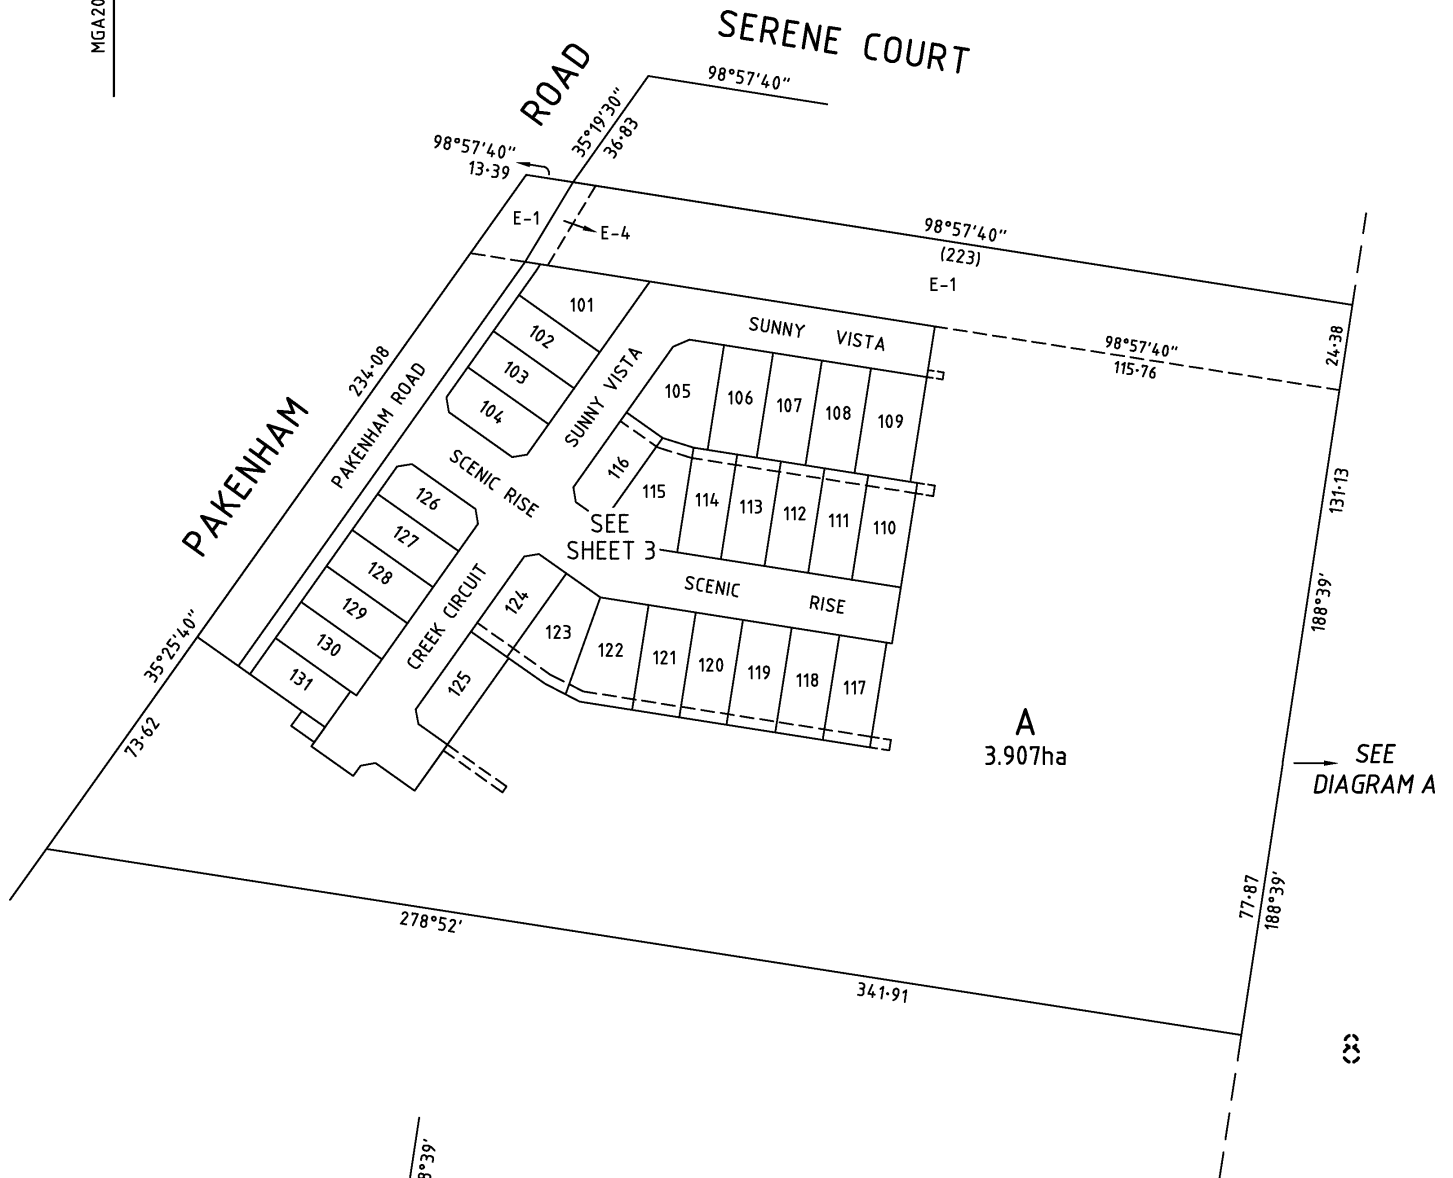 MGA20
SERENE COURT
ROAD
98°57'40"
35°19'30"
36·83
98°57'40"
13·39
E-1
E-4
98°57'40"
(223)
E-1
101
SUNNY VISTA
102
24·38
98°57'40"
115·76
234·08
103
PAKENHAM ROAD
SUNNY VISTA
104
105
106
107
108
109
PAKENHAM
SCENIC RISE
116
115
114
113
112
111
110
131·13
126
SEE
SHEET 3
127
128
CREEK CIRCUIT
SCENIC RISE
188°39'
129
124
123
122
121
120
119
118
117
130
35°25'40"
131
125
73·62
A
3.907ha
SEE
DIAGRAM A
77·87
188°39'
278°52'
341·91
8
8°39'